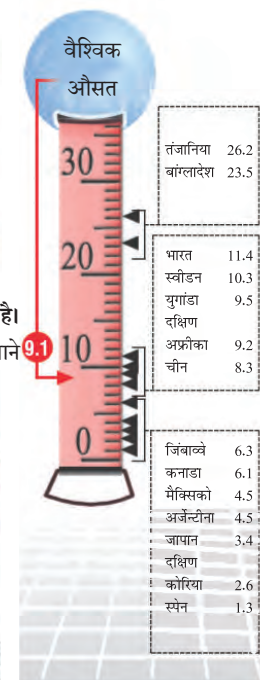 वैश्विक
औसत
30
20
10
0
है।
ाने
9.1
तंजानिया 26.2
बांग्लादेश 23.5
भारत 11.4
स्वीडन 10.3
युगांडा 9.5
दक्षिण
अफ्रीका 9.2
चीन 8.3
जिंबाव्वे 6.3
कनाडा 6.1
मैक्सिको 4.5
अर्जेन्टीना 4.5
जापान 3.4
दक्षिण
कोरिया 2.6
स्पेन 1.3